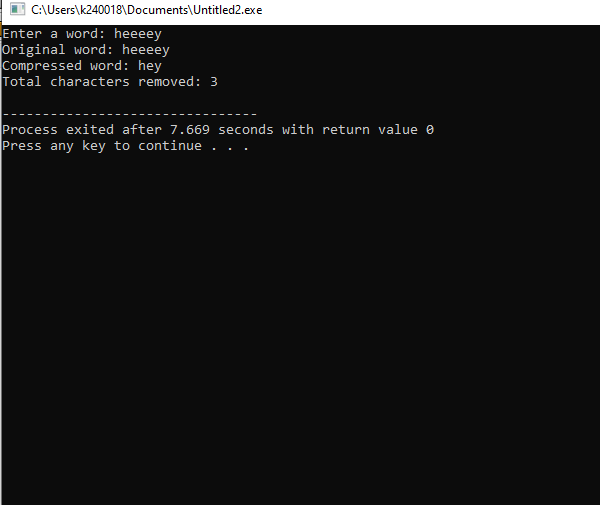 C:\Users\k240018\Documents\Untitled2.exe
Enter a word: heeeey
Original word: heeeey
Compressed word: hey
Total characters removed: 3
--------------------------------
Process exited after 7.669 seconds with return value 0
Press any key to continue . . .